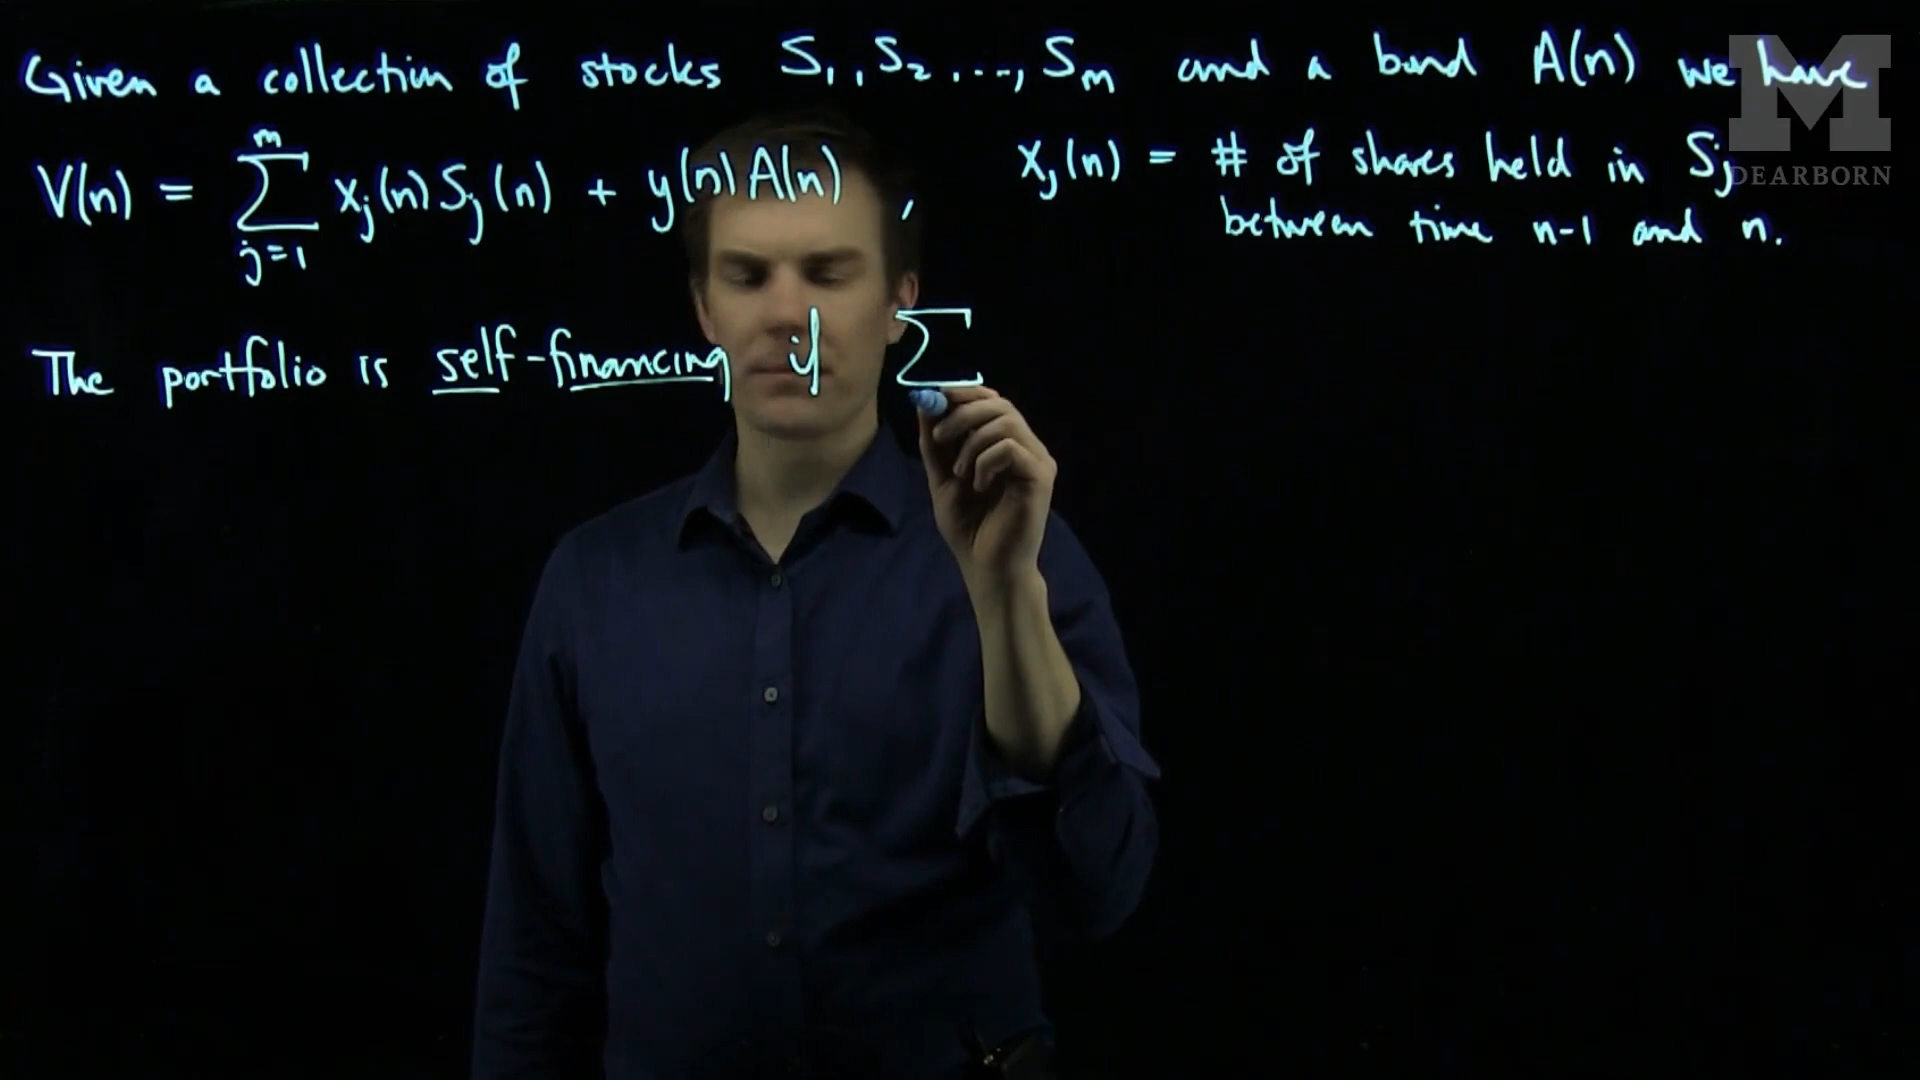 Given a collection of stocks S₁, S₂, ..., Sₘ and a bond A(n) we have
V(n) = ∑_{j=1}^{m} xⱼ(n) Sⱼ(n) + y(n) A(n) , xⱼ(n) = # of shares held in Sⱼ
between time n-1 and n.
The portfolio is self-financing if ∑
M
DEARBORN